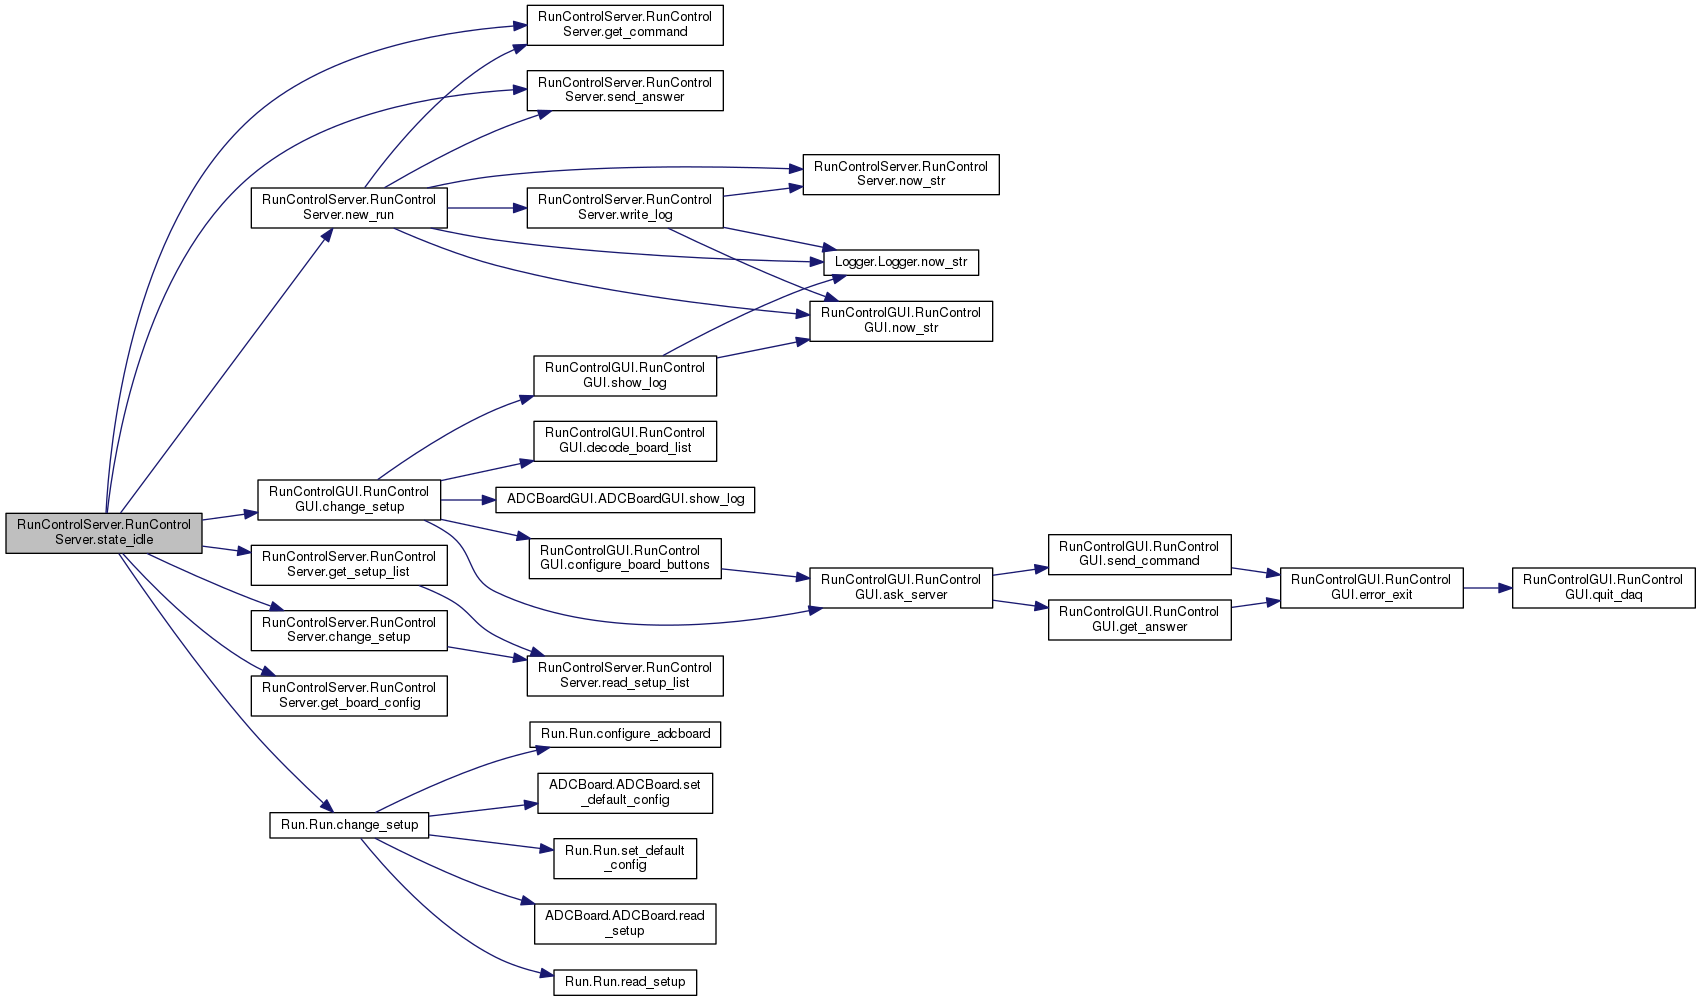 RunControlServer.RunControl
Server.get_command
RunControlServer.RunControl
Server.send_answer
RunControlServer.RunControl
Server.now_str
RunControlServer.RunControl
Server.new_run
RunControlServer.RunControl
Server.write_log
Logger.Logger.now_str
RunControlGUI.RunControl
GUI.now_str
RunControlGUI.RunControl
GUI.show_log
RunControlGUI.RunControl
GUI.decode_board_list
RunControlGUI.RunControl
GUI.change_setup
ADCBoardGUI.ADCBoardGUI.show_log
RunControlServer.RunControl
Server.state_idle
RunControlServer.RunControl
Server.get_setup_list
RunControlGUI.RunControl
GUI.configure_board_buttons
RunControlGUI.RunControl
GUI.ask_server
RunControlGUI.RunControl
GUI.send_command
RunControlGUI.RunControl
GUI.get_answer
RunControlGUI.RunControl
GUI.error_exit
RunControlGUI.RunControl
GUI.quit_daq
RunControlServer.RunControl
Server.change_setup
RunControlServer.RunControl
Server.read_setup_list
RunControlServer.RunControl
Server.get_board_config
Run.Run.configure_adcboard
ADCBoard.ADCBoard.set
_default_config
Run.Run.change_setup
Run.Run.set_default
_config
ADCBoard.ADCBoard.read
_setup
Run.Run.read_setup